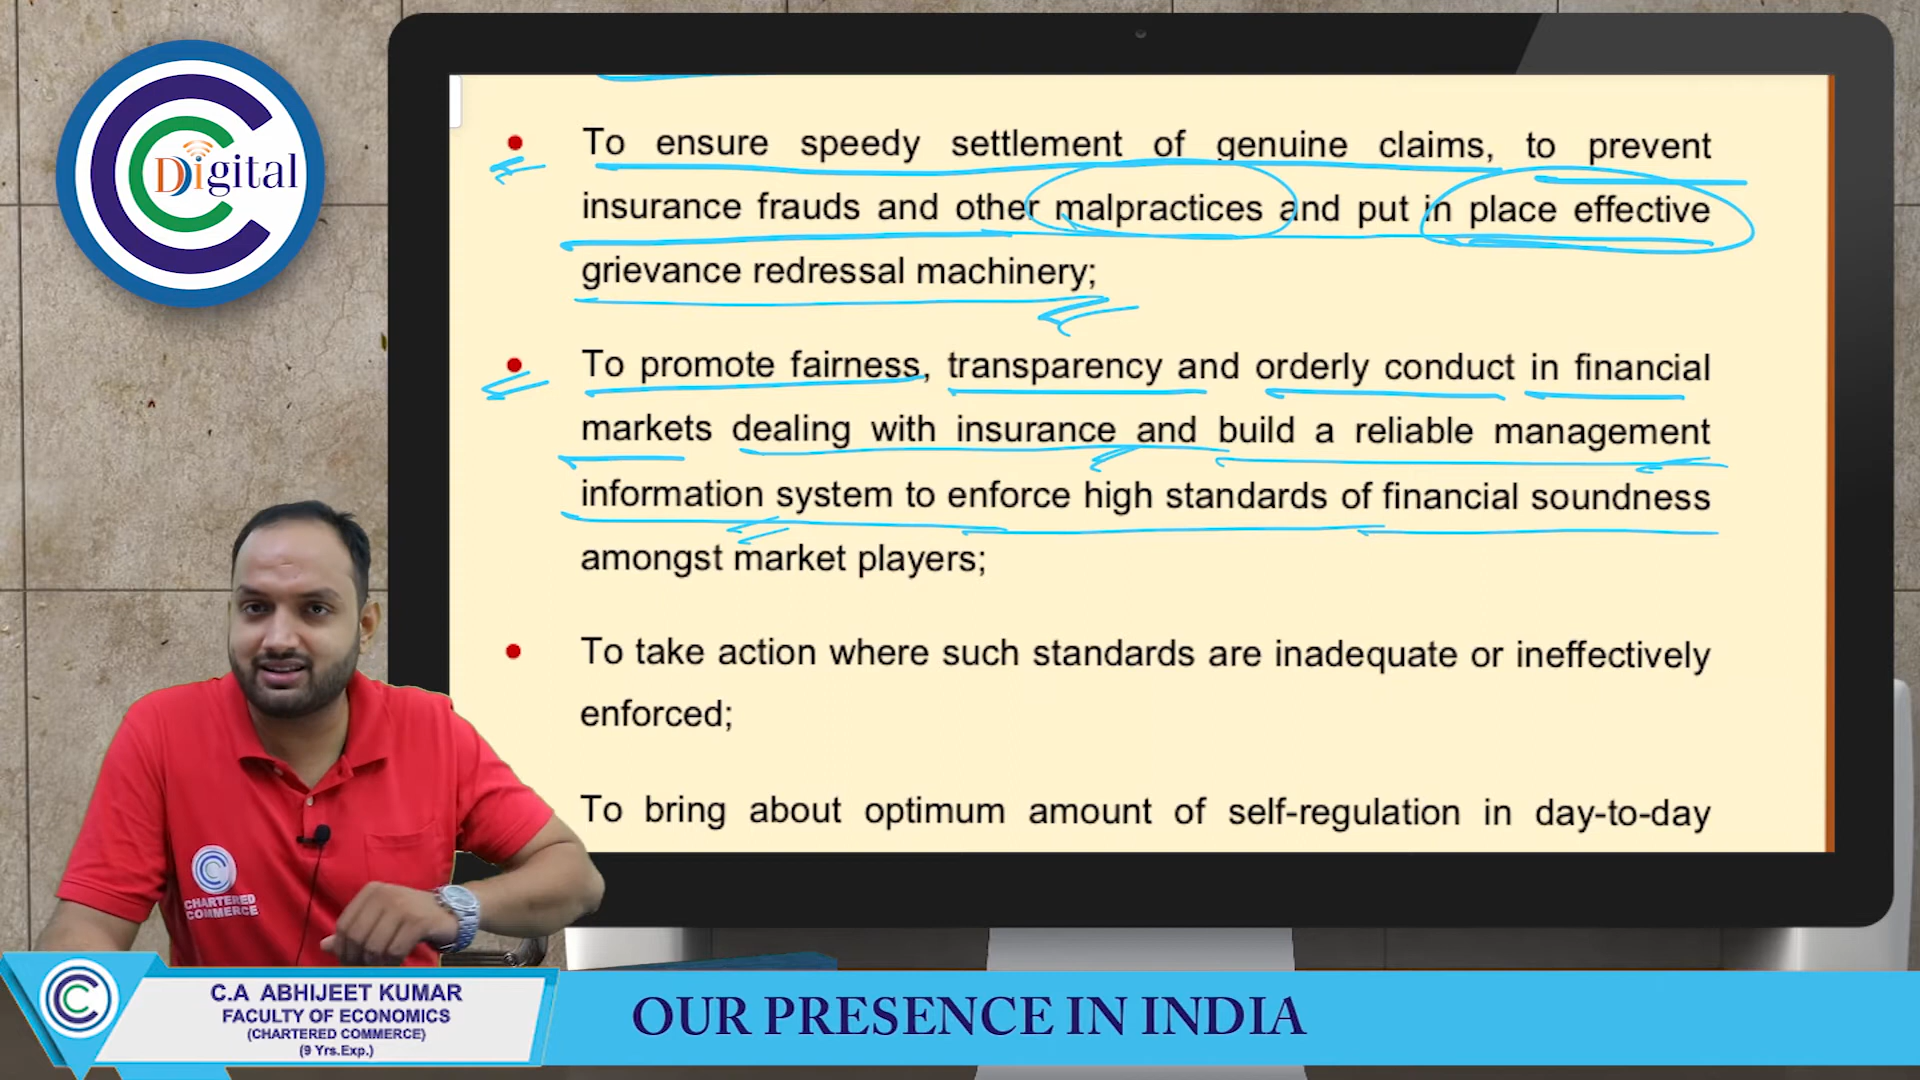 Digital
To ensure speedy settlement of genuine claims, to prevent
insurance frauds and other malpractices and put in place effective
grievance redressal machinery;
To promote fairness, transparency and orderly conduct in financial
markets dealing with insurance and build a reliable management
information system to enforce high standards of financial soundness
amongst market players;
To take action where such standards are inadequate or ineffectively
enforced;
To bring about optimum amount of self-regulation in day-to-day
CHARTERED
COMMERCE
C.A ABHIJEET KUMAR
FACULTY OF ECONOMICS
(CHARTERED COMMERCE)
(9 Yrs.Exp.)
OUR PRESENCE IN INDIA